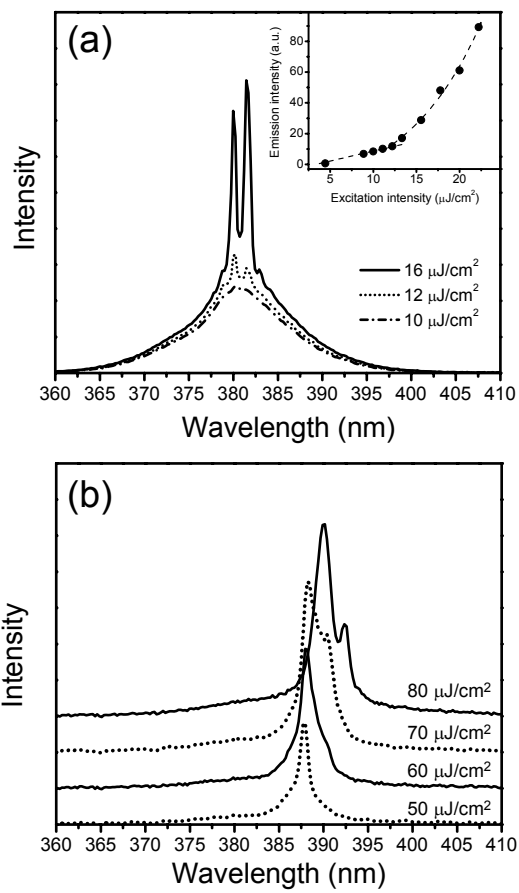 (a)
Intensity
Emission intensity (a.u.)
80
60
40
20
0
5 10 15 20
Excitation intensity (μJ/cm²)
16 μJ/cm²
12 μJ/cm²
10 μJ/cm²
360 365 370 375 380 385 390 395 400 405 410
Wavelength (nm)
(b)
Intensity
80 μJ/cm²
70 μJ/cm²
60 μJ/cm²
50 μJ/cm²
360 365 370 375 380 385 390 395 400 405 410
Wavelength (nm)